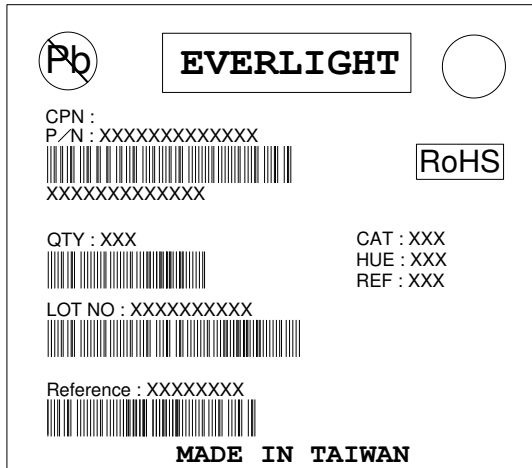 Pb
EVERLIGHT
CPN :
P/N : XXXXXXXXXXXXX
RoHS
XXXXXXXXXXXXX
QTY : XXX
CAT : XXX
HUE : XXX
REF : XXX
LOT NO : XXXXXXXXXX
Reference : XXXXXXXX
MADE IN TAIWAN